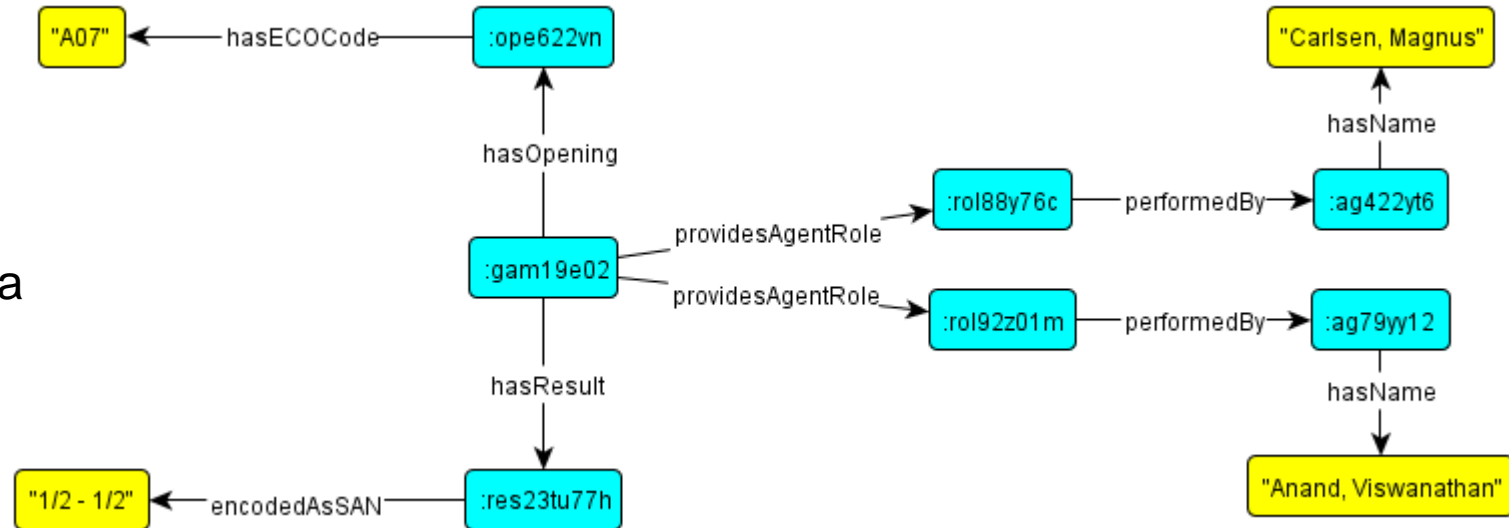 "A07"
hasECOCode
:ope622vn
"Carlsen, Magnus"
hasName
hasOpening
:rol88y76c
performedBy
:ag422yt6
providesAgentRole
:gam19e02
a
providesAgentRole
:rol92z01m
performedBy
:ag79yy12
hasResult
hasName
"1/2 - 1/2"
encodedAsSAN
:res23tu77h
"Anand, Viswanathan"